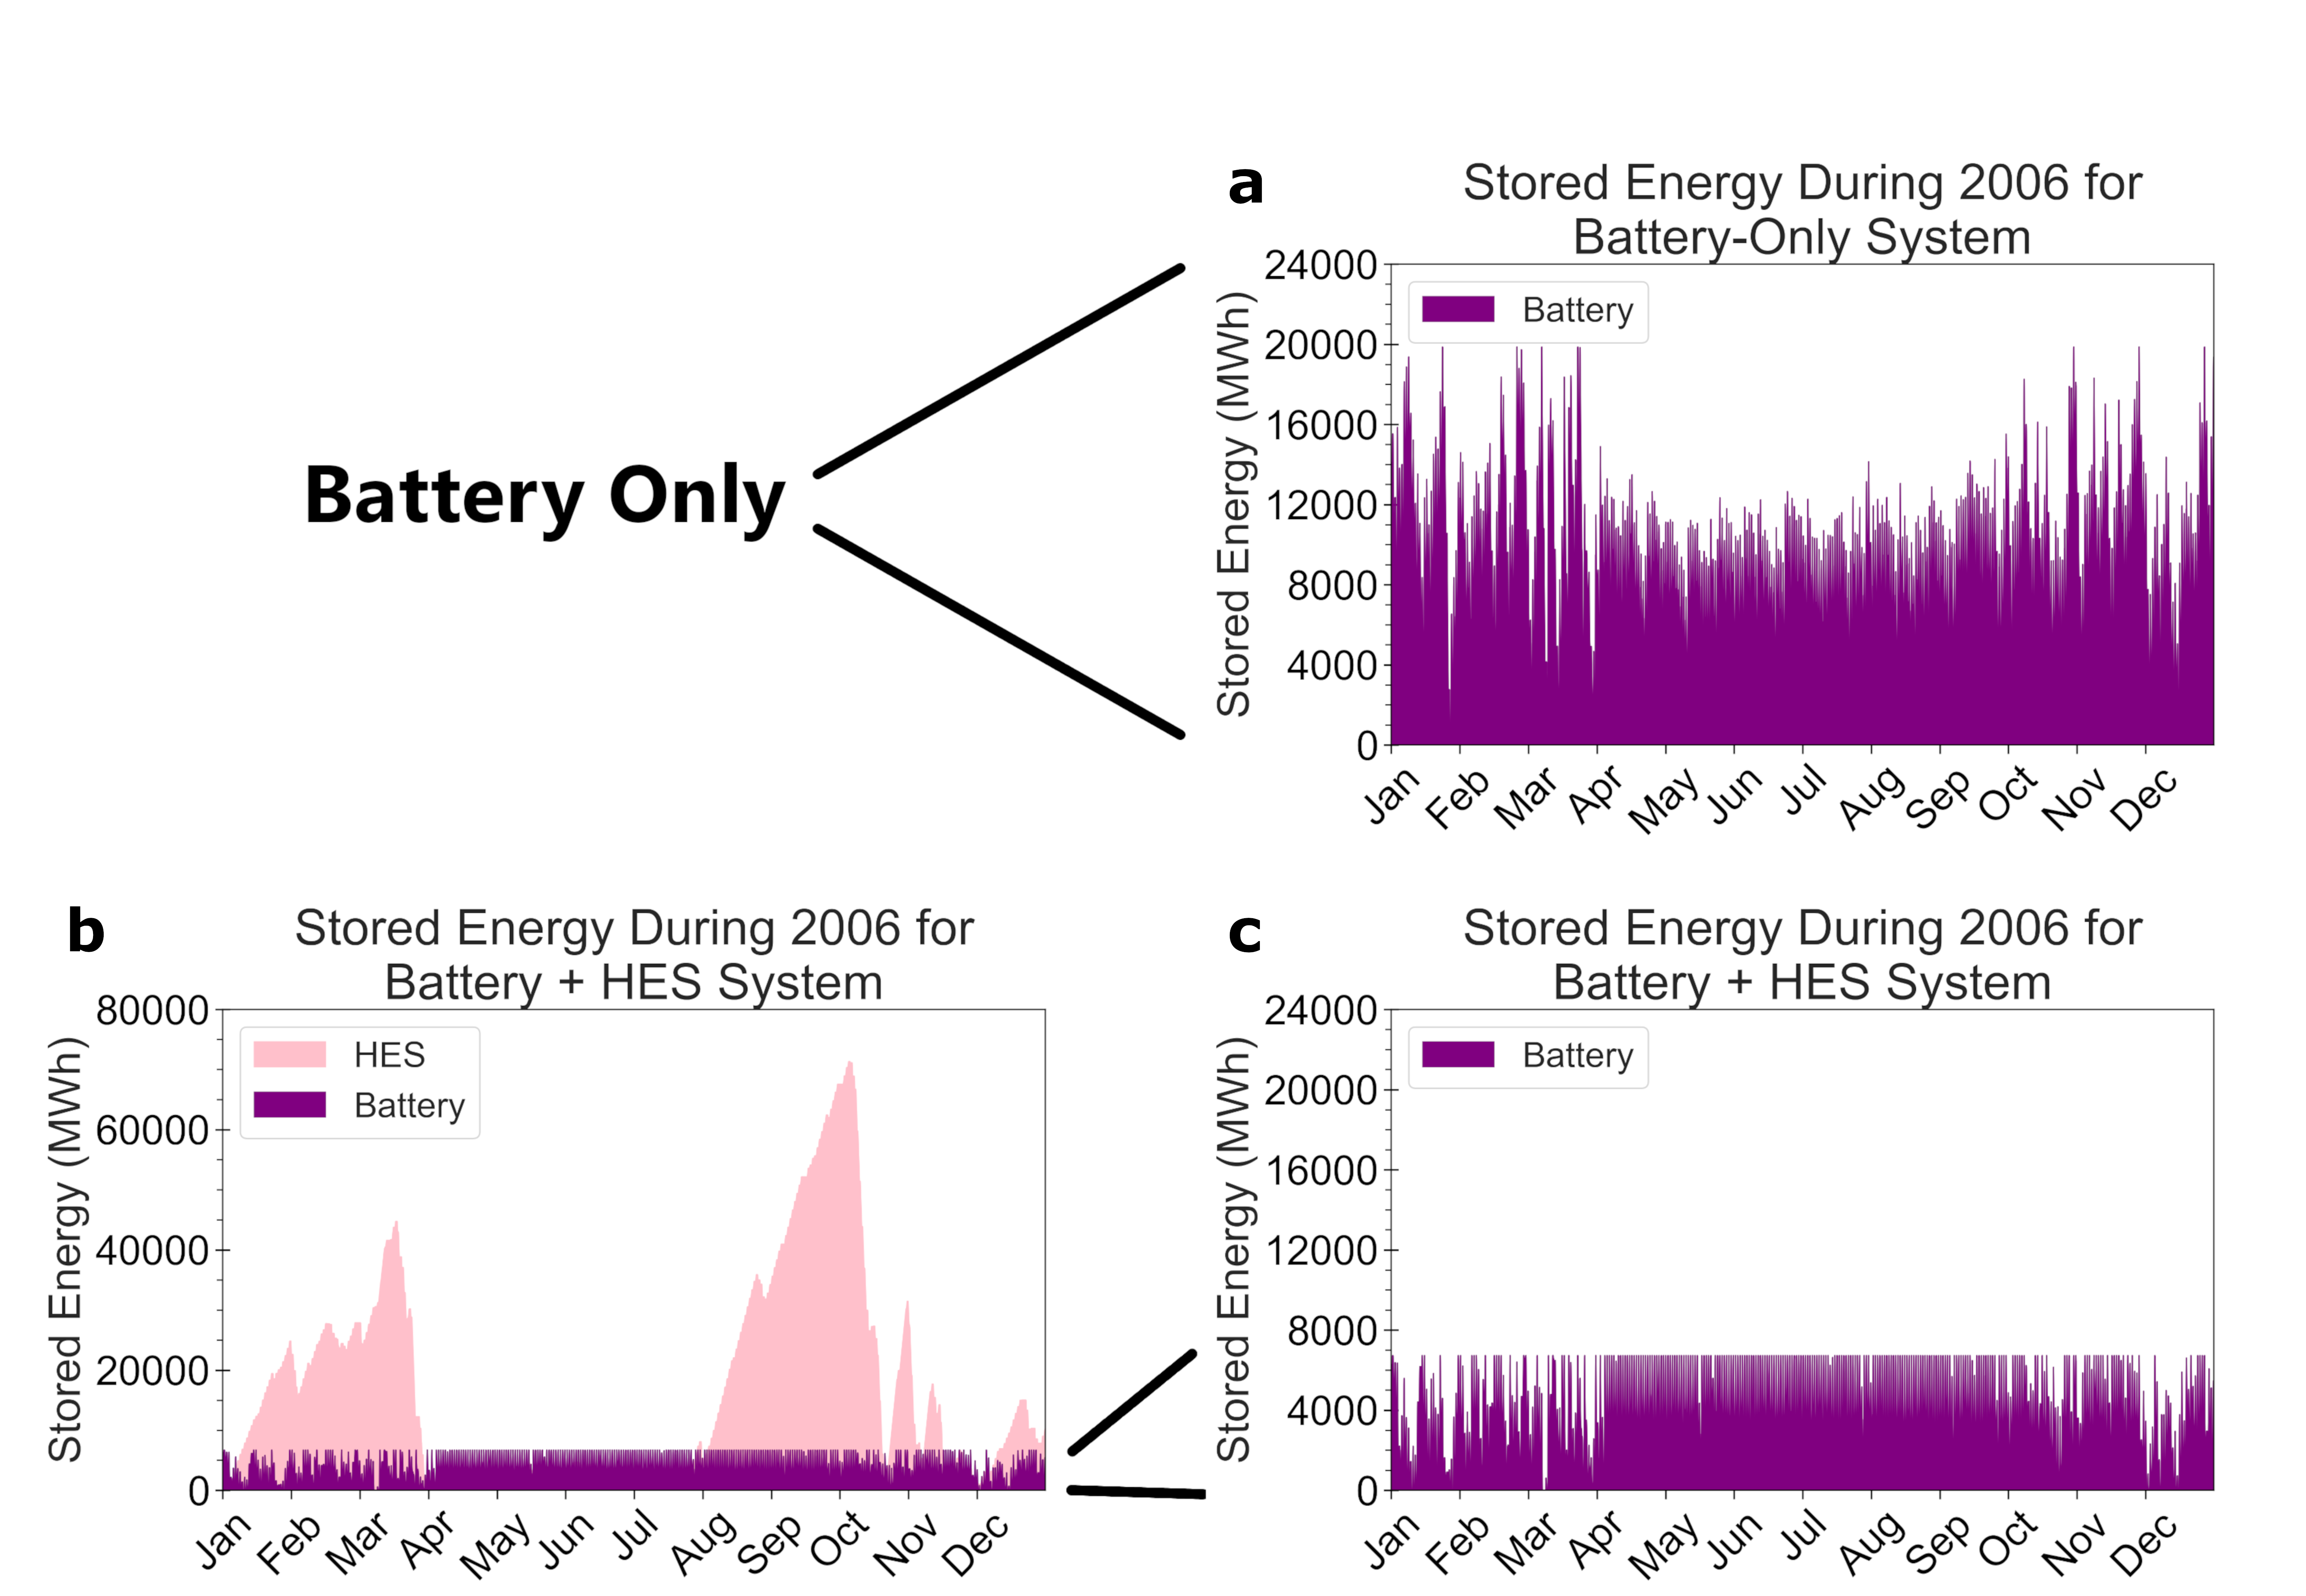 a
Stored Energy During 2006 for
Battery-Only System
24000
20000
16000
12000
8000
4000
0
Stored Energy (MWh)
Battery
Jan Feb Mar Apr May Jun Jul Aug Sep Oct Nov Dec
Battery Only
b
Stored Energy During 2006 for
Battery + HES System
80000
60000
40000
20000
0
Stored Energy (MWh)
HES
Battery
Jan Feb Mar Apr May Jun Jul Aug Sep Oct Nov Dec
c
Stored Energy During 2006 for
Battery + HES System
24000
20000
16000
12000
8000
4000
0
Stored Energy (MWh)
Battery
Jan Feb Mar Apr May Jun Jul Aug Sep Oct Nov Dec